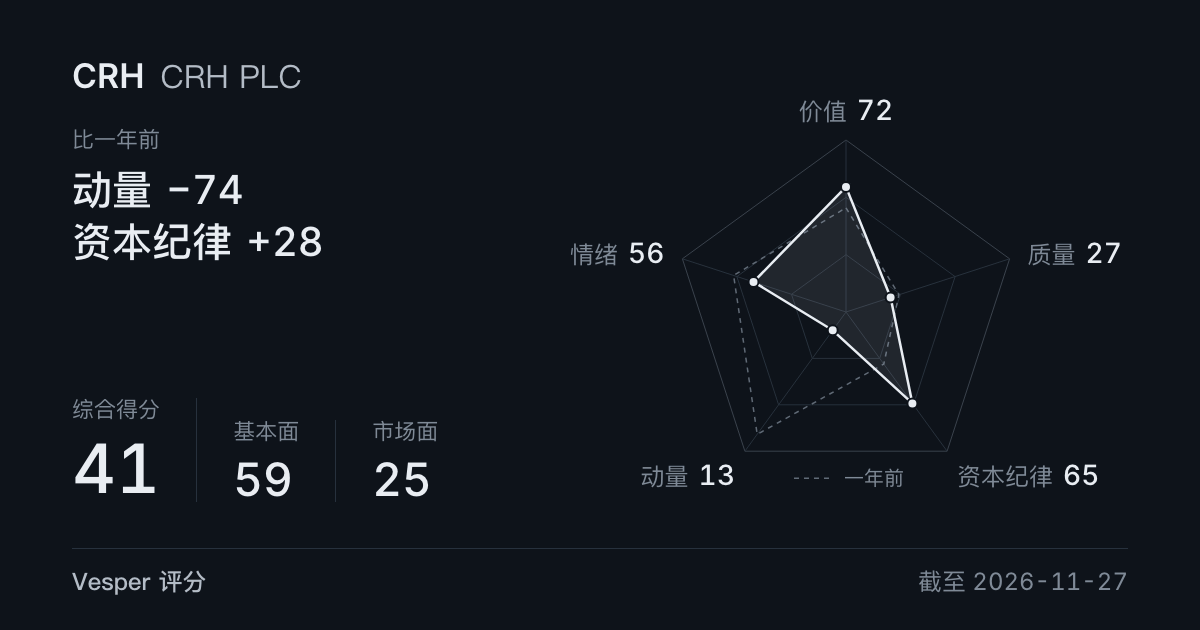 CRH CRH PLC
比一年前
动量 −74
资本纪律 +28
综合得分
41
基本面
59
市场面
25
价值 72
情绪 56
质量 27
动量 13
---- 一年前
资本纪律 65
Vesper 评分
截至 2026-11-27